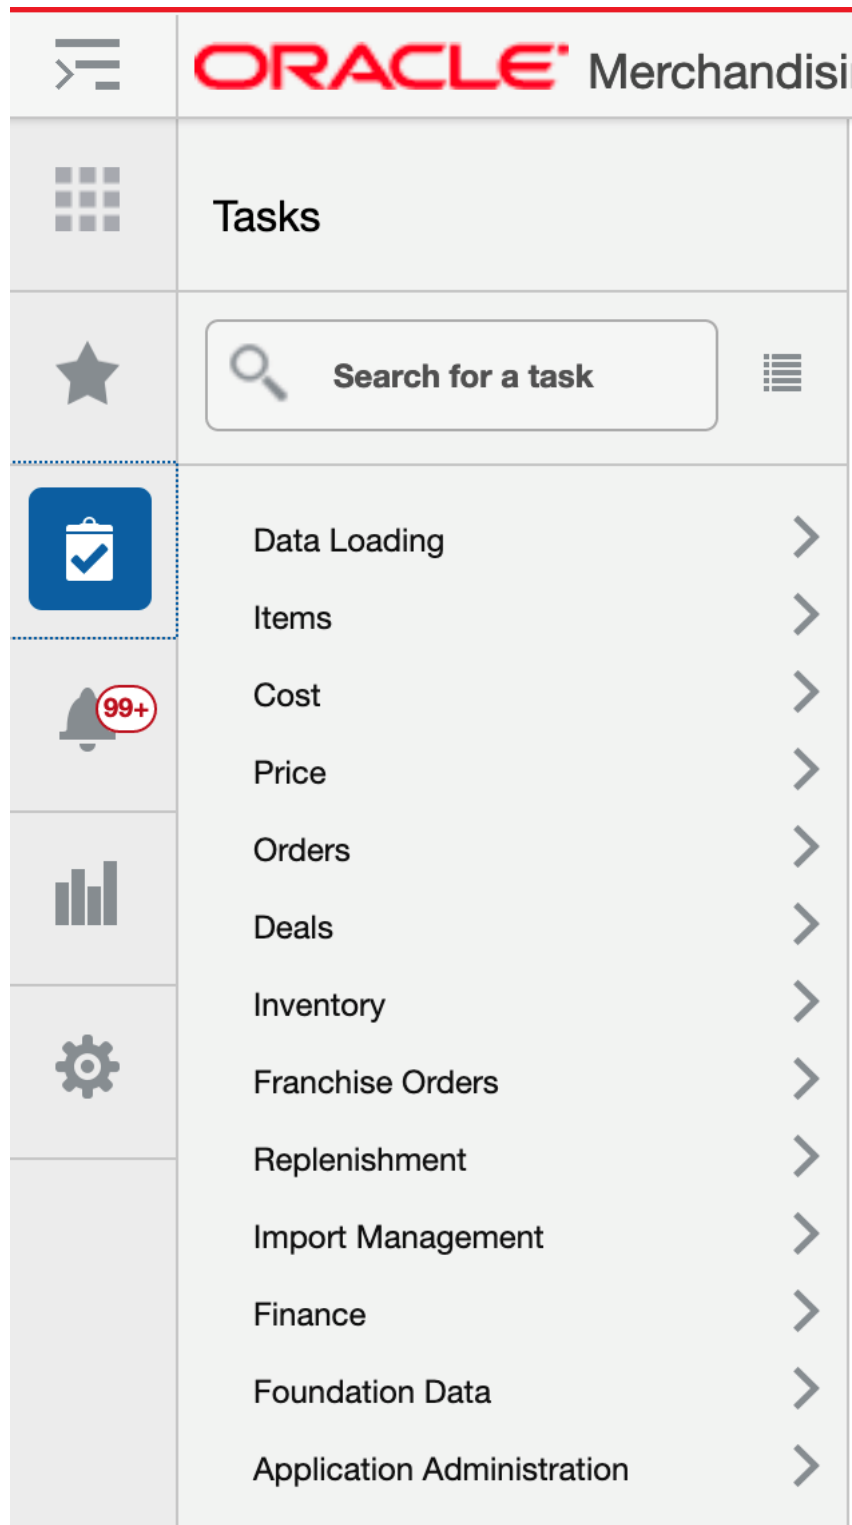 ORACLE Merchandisi
Tasks
Search for a task
Data Loading
Items
Cost
99+
Price
Orders
Deals
Inventory
Franchise Orders
Replenishment
Import Management
Finance
Foundation Data
Application Administration